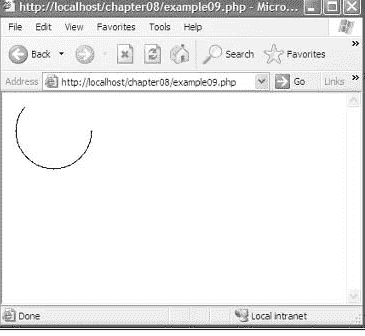 http://localhost/chapter08/example09.php - Micro...
File Edit View Favorites Tools Help
Back Search Favorites »
Address http://localhost/chapter08/example09.php Go Links »
Done Local intranet